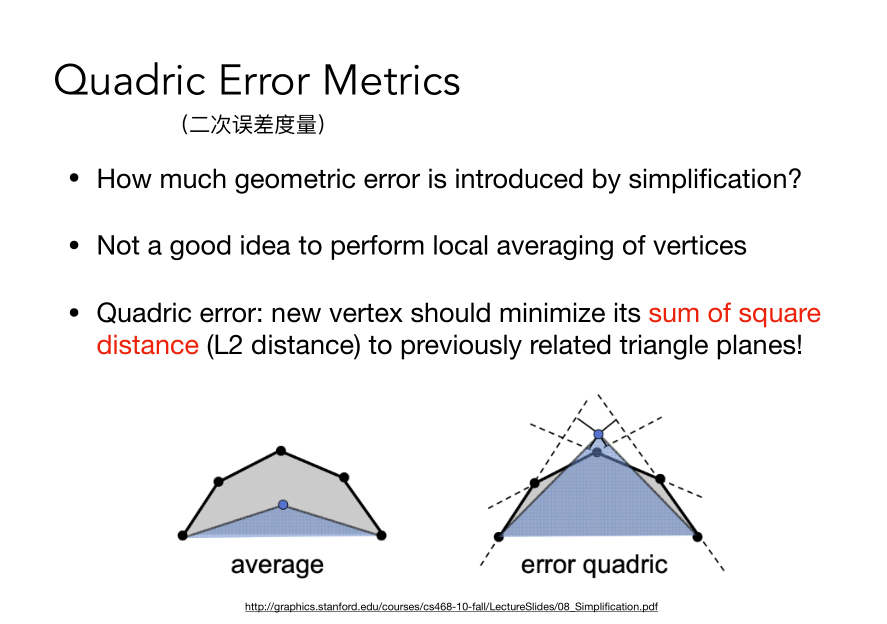 Quadric Error Metrics
（二次误差度量）
• How much geometric error is introduced by simplification?
• Not a good idea to perform local averaging of vertices
• Quadric error: new vertex should minimize its sum of square
distance (L2 distance) to previously related triangle planes!
average
error quadric
http://graphics.stanford.edu/courses/cs468-10-fall/LectureSlides/08_Simplification.pdf